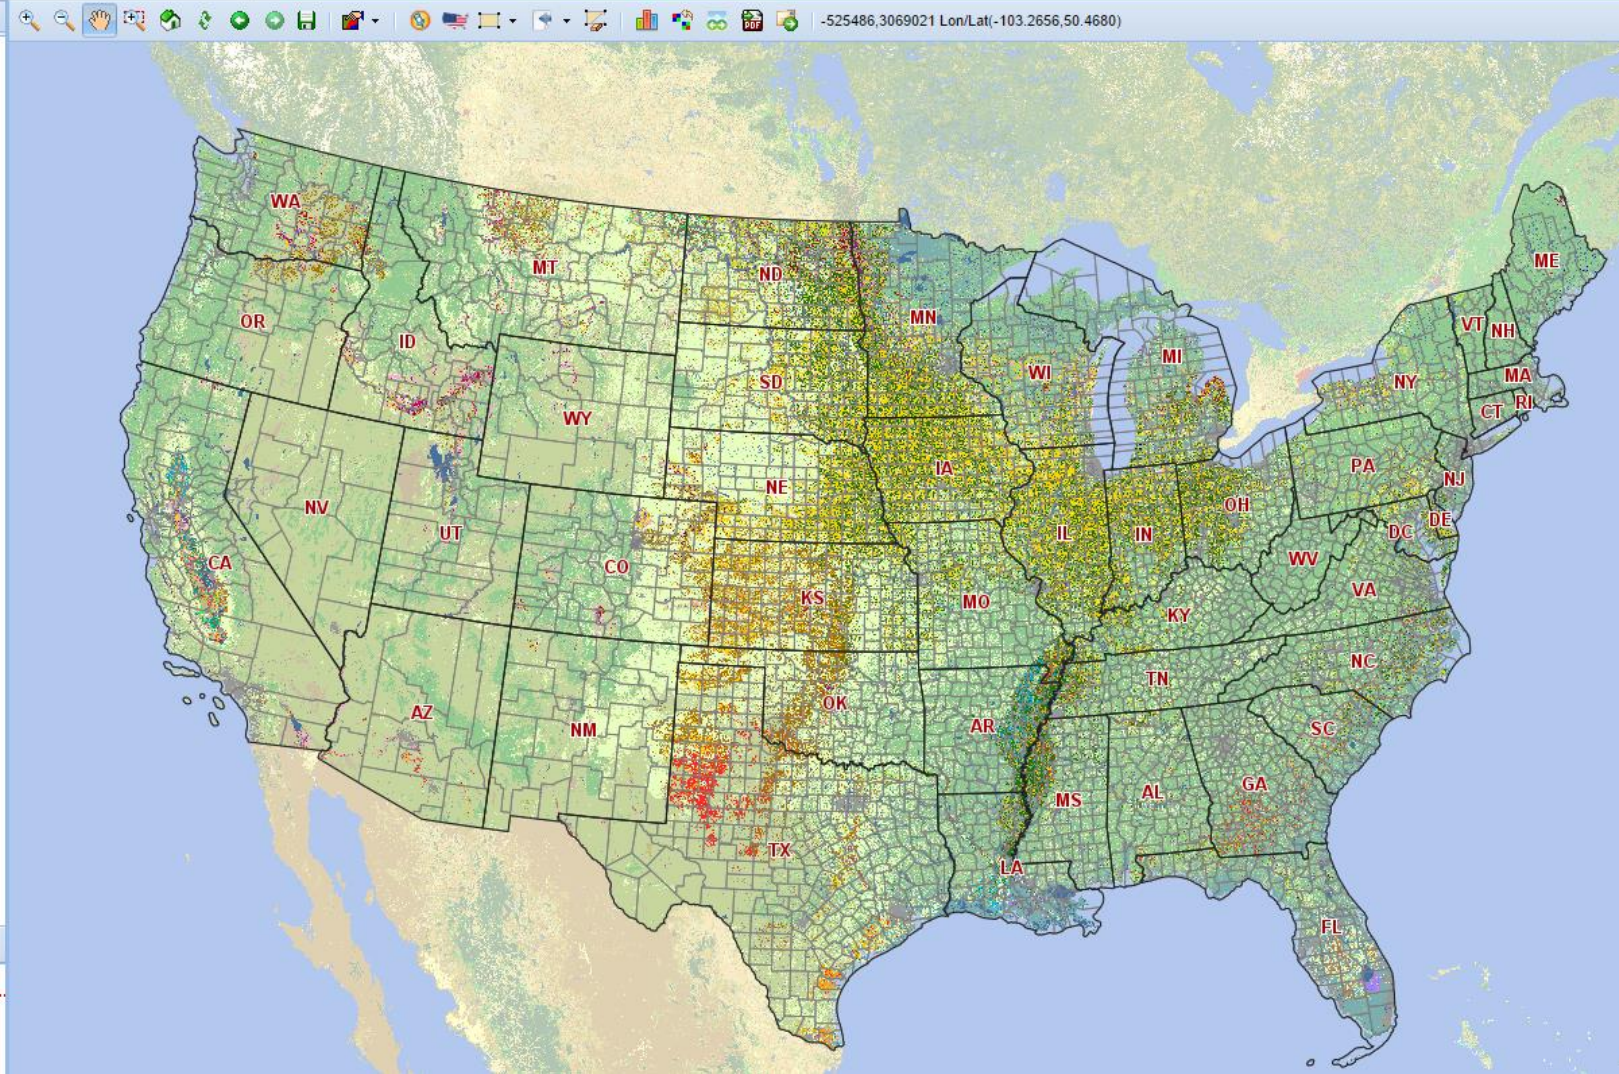 -525486,3069021 Lon/Lat(-103.2656,50.4680)
PDF
WA
MT
ND
MN
ME
OR
ID
SD
WI
MI
VT
NH
NY
MA
WY
CT
RI
NE
IA
PA
NJ
NV
UT
CO
IL
IN
OH
DC
DE
CA
KS
MO
WV
VA
KY
AZ
NM
OK
AR
TN
NC
SC
TX
MS
AL
GA
LA
FL